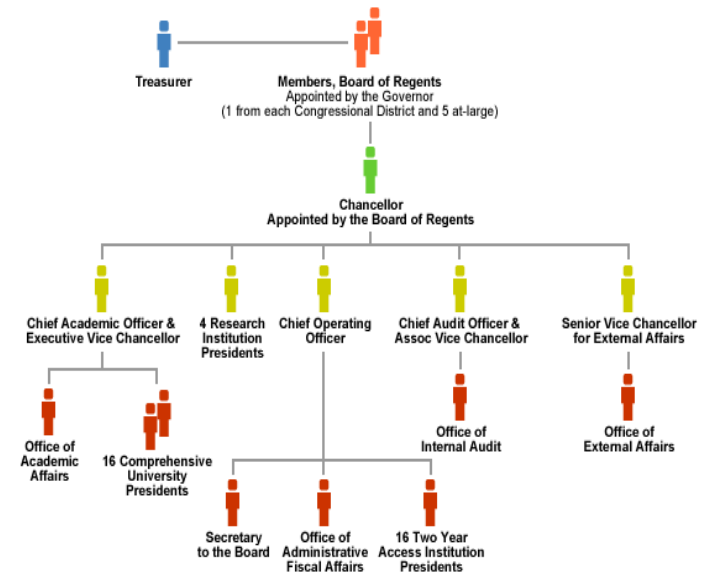 Treasurer
Members, Board of Regents
Appointed by the Governor
(1 from each Congressional District and 5 at-large)
Chancellor
Appointed by the Board of Regents
Chief Academic Officer &
Executive Vice Chancellor
4 Research
Institution
Presidents
Chief Operating
Officer
Chief Audit Officer &
Assoc Vice Chancellor
Senior Vice Chancellor
for External Affairs
Office of
Academic
Affairs
16 Comprehensive
University
Presidents
Office of
Internal Audit
Office of
External Affairs
Secretary
to the Board
Office of
Administrative
Fiscal Affairs
16 Two Year
Access Institution
Presidents